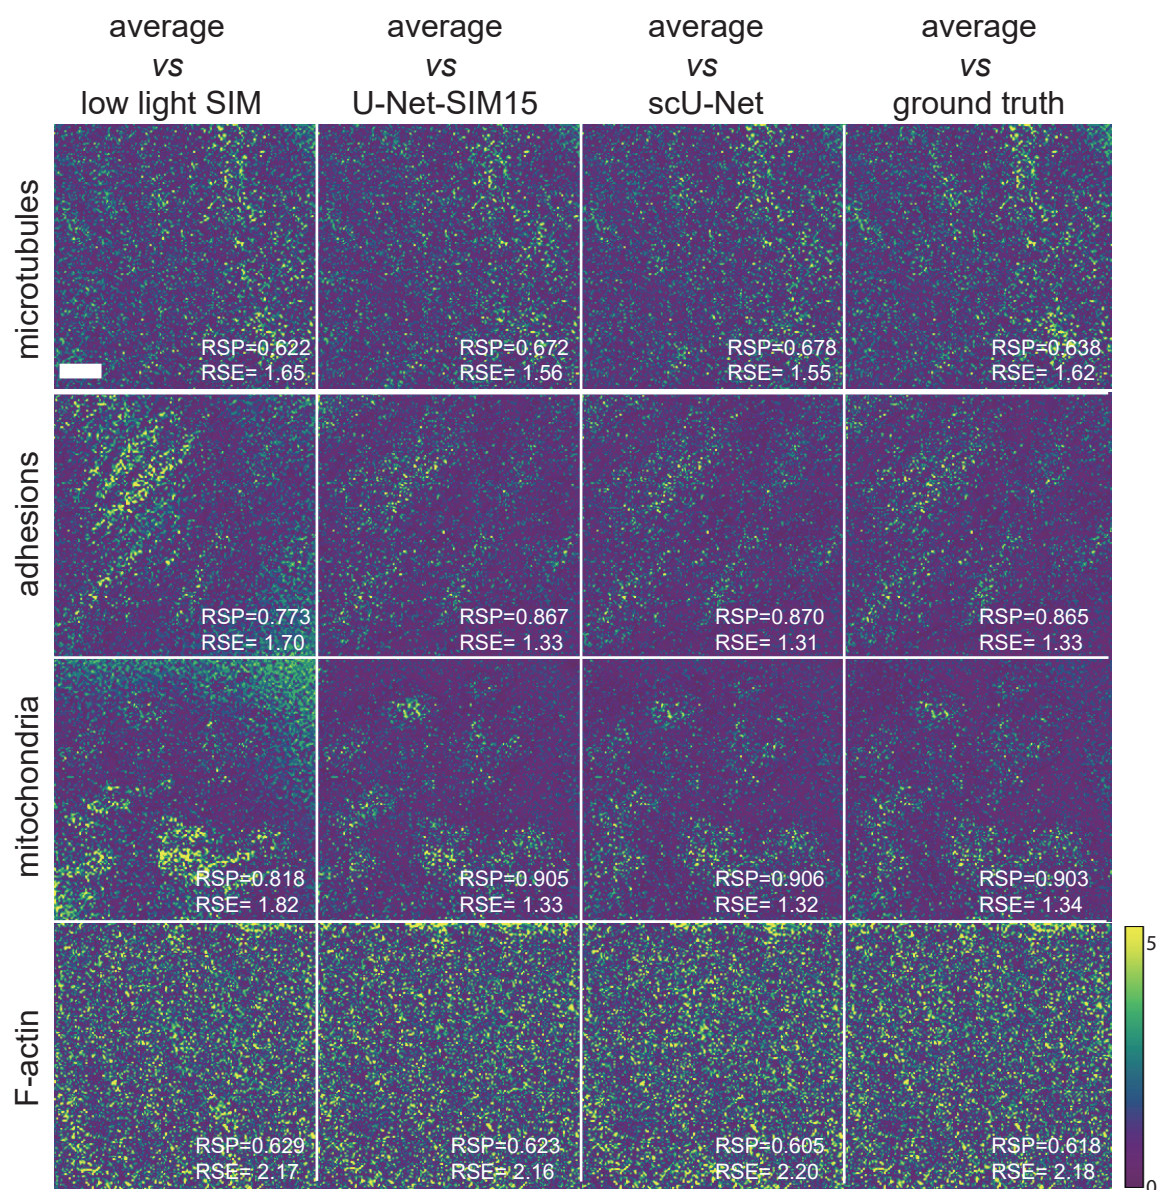 average average average average
vs vs vs vs
low light SIM U-Net-SIM15 scU-Net ground truth
microtubules
RSP=0.622 RSP=0.672 RSP=0.678 RSP=0.638
RSE= 1.65 RSE= 1.56 RSE= 1.55 RSE= 1.62
adhesions
RSP=0.773 RSP=0.867 RSP=0.870 RSP=0.865
RSE= 1.70 RSE= 1.33 RSE= 1.31 RSE= 1.33
mitochondria
RSP=0.818 RSP=0.905 RSP=0.906 RSP=0.903
RSE= 1.82 RSE= 1.33 RSE= 1.32 RSE= 1.34
F-actin
5
RSP=0.629 RSP=0.623 RSP=0.605 RSP=0.618
RSE= 2.17 RSE= 2.16 RSE= 2.20 RSE= 2.18
0